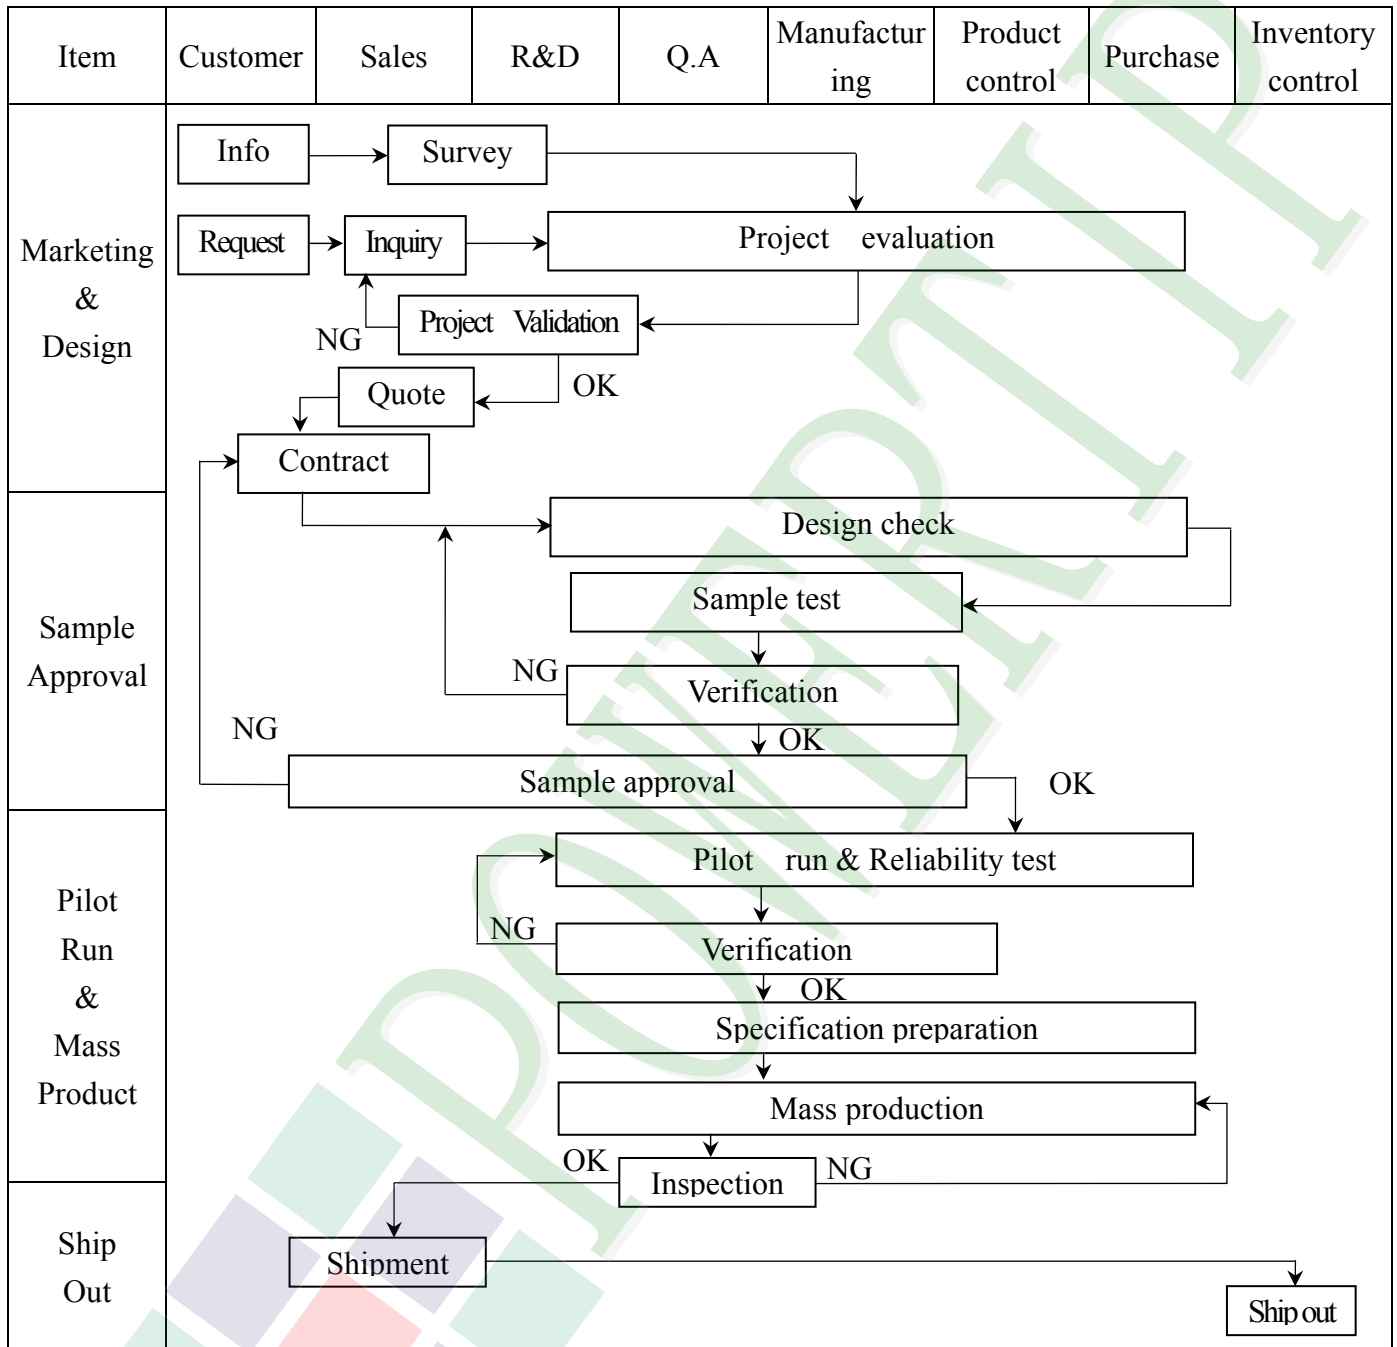 Item
Customer
Sales
R&D
Q.A
Manufactur
ing
Product
control
Purchase
Inventory
control
Marketing
&
Design
Info
Survey
Request
Inquiry
Project evaluation
Project Validation
NG
OK
Quote
Contract
Sample
Approval
Design check
Sample test
NG
Verification
OK
NG
Sample approval
OK
Pilot
Run
&
Mass
Product
Pilot run & Reliability test
NG
Verification
OK
Specification preparation
Mass production
OK
Inspection
NG
Ship
Out
Shipment
Ship out
POWERTIP